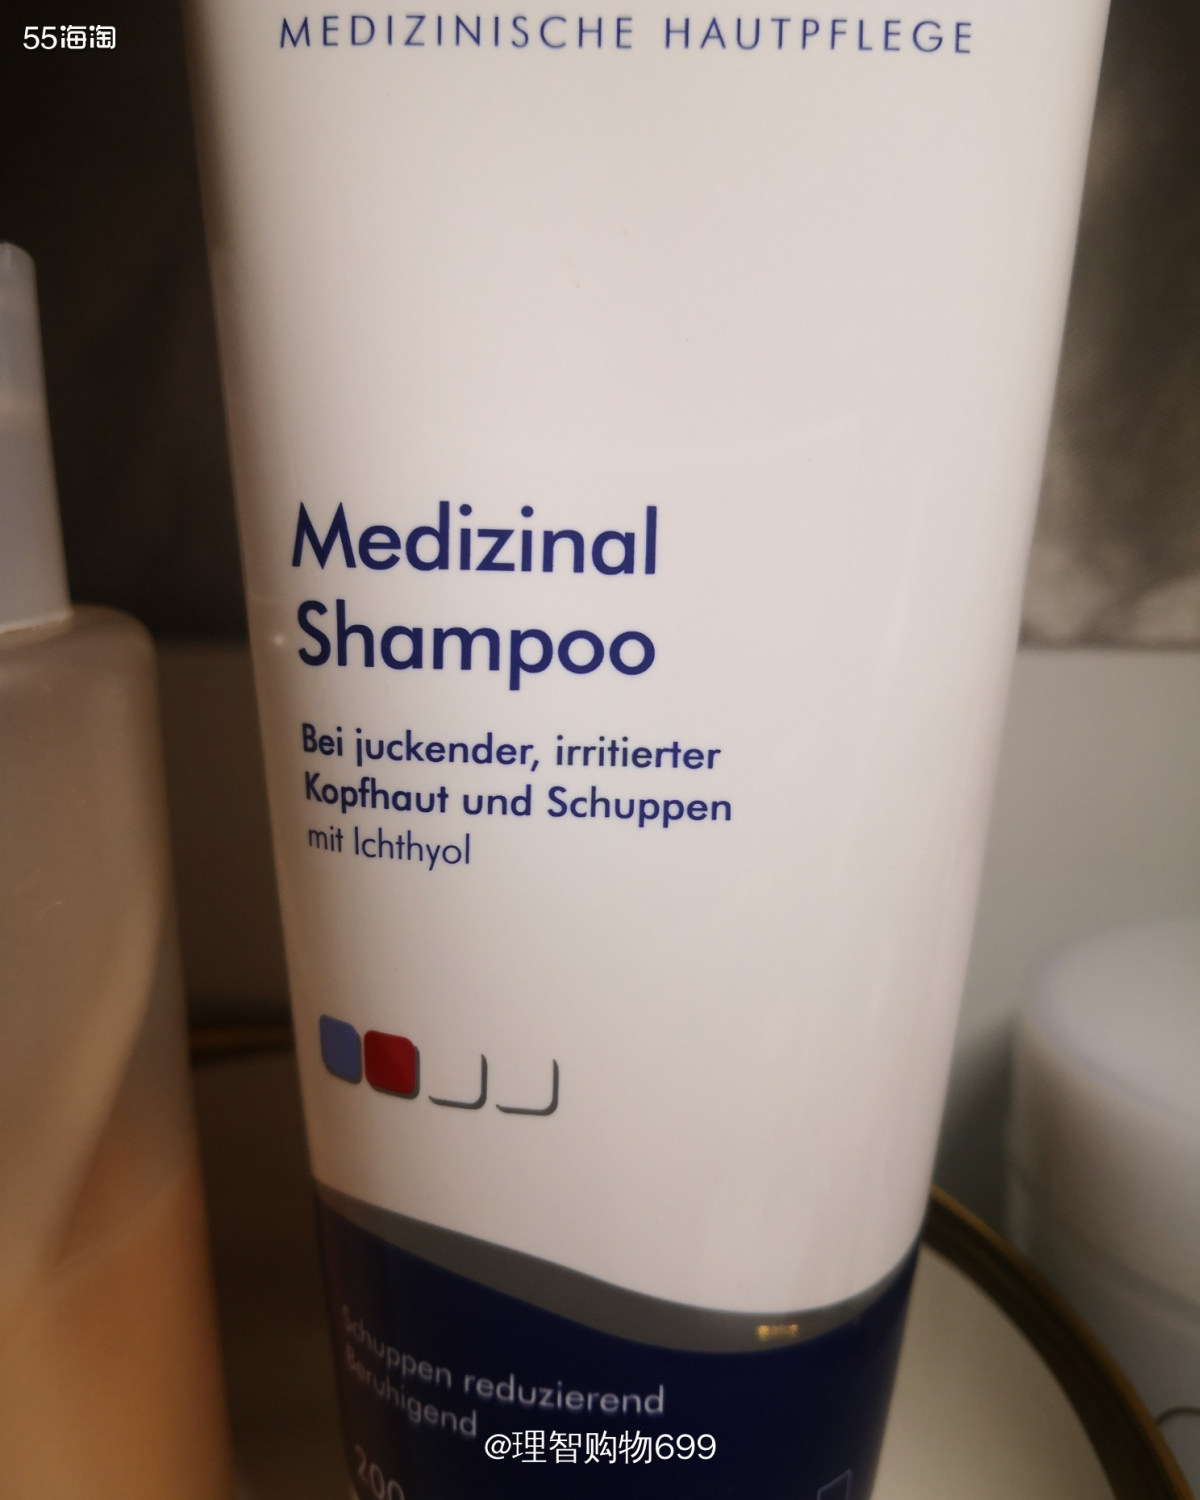 55海淘
MEDIZINISCHE HAUTPFLEGE
Medizinal
Shampoo
Bei juckender, irritierter
Kopfhaut und Schuppen
mit Ichthyol
Schuppen reduzierend
Beruhigend
200
@理智购物699